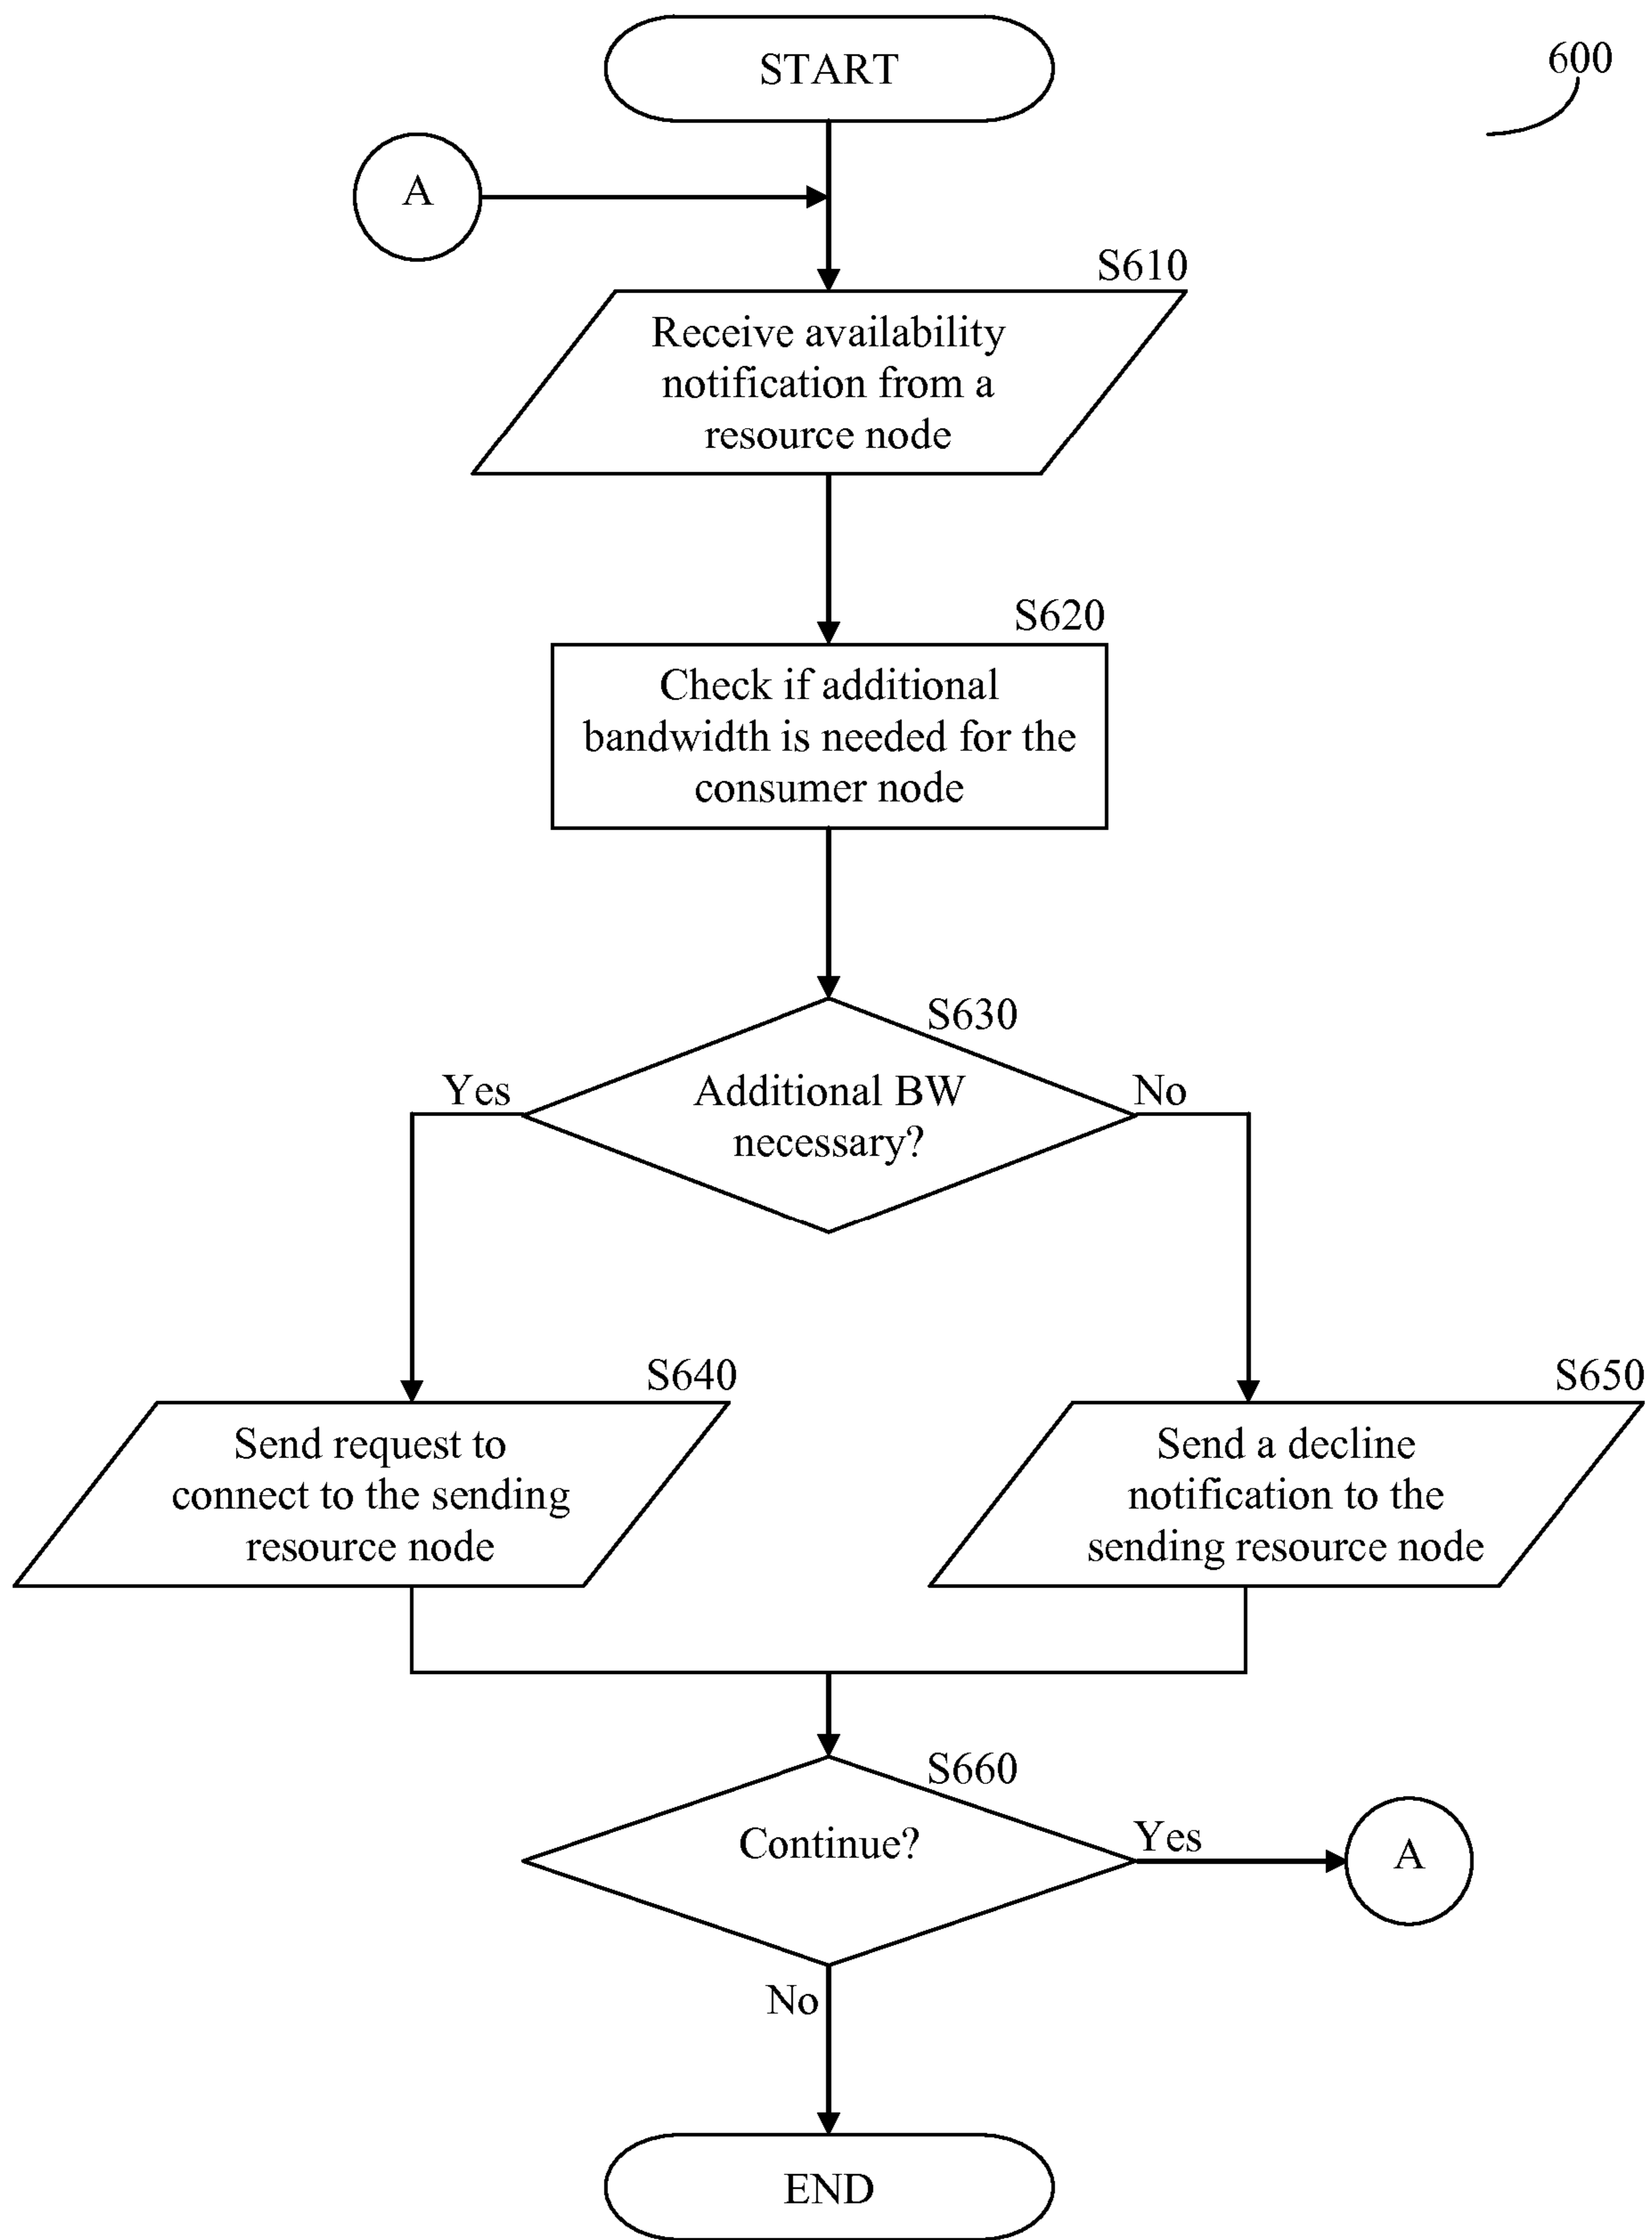 START
600
A
S610
Receive availability
notification from a
resource node
S620
Check if additional
bandwidth is needed for the
consumer node
S630
Yes
Additional BW
necessary?
No
S640
Send request to
connect to the sending
resource node
S650
Send a decline
notification to the
sending resource node
S660
Continue?
Yes
A
No
END